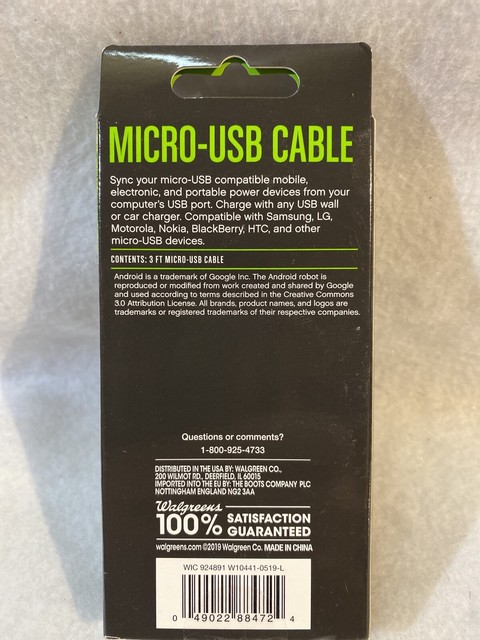 MICRO-USB CABLE
Sync your micro-USB compatible mobile,
electronic, and portable power devices from your
computer's USB port. Charge with any USB wall
or car charger. Compatible with Samsung, LG,
Motorola, Nokia, BlackBerry, HTC, and other
micro-USB devices.
CONTENTS: 3 FT MICRO-USB CABLE
Android is a trademark of Google Inc. The Android robot is
reproduced or modified from work created and shared by Google
and used according to terms described in the Creative Commons
3.0 Attribution License. All brands, product names, and logos are
trademarks or registered trademarks of their respective companies.
Questions or comments?
1-800-925-4733
DISTRIBUTED IN THE USA BY: WALGREEN CO.,
200 WILMOT RD., DEERFIELD, IL 60015
IMPORTED INTO THE EU BY: THE BOOTS COMPANY PLC
NOTTINGHAM ENGLAND NG2 3AA
Walgreens
100% SATISFACTION
GUARANTEED
walgreens.com ©2019 Walgreen Co. MADE IN CHINA
WIC 924891 W10441-0519-L
0 49022 88472 4